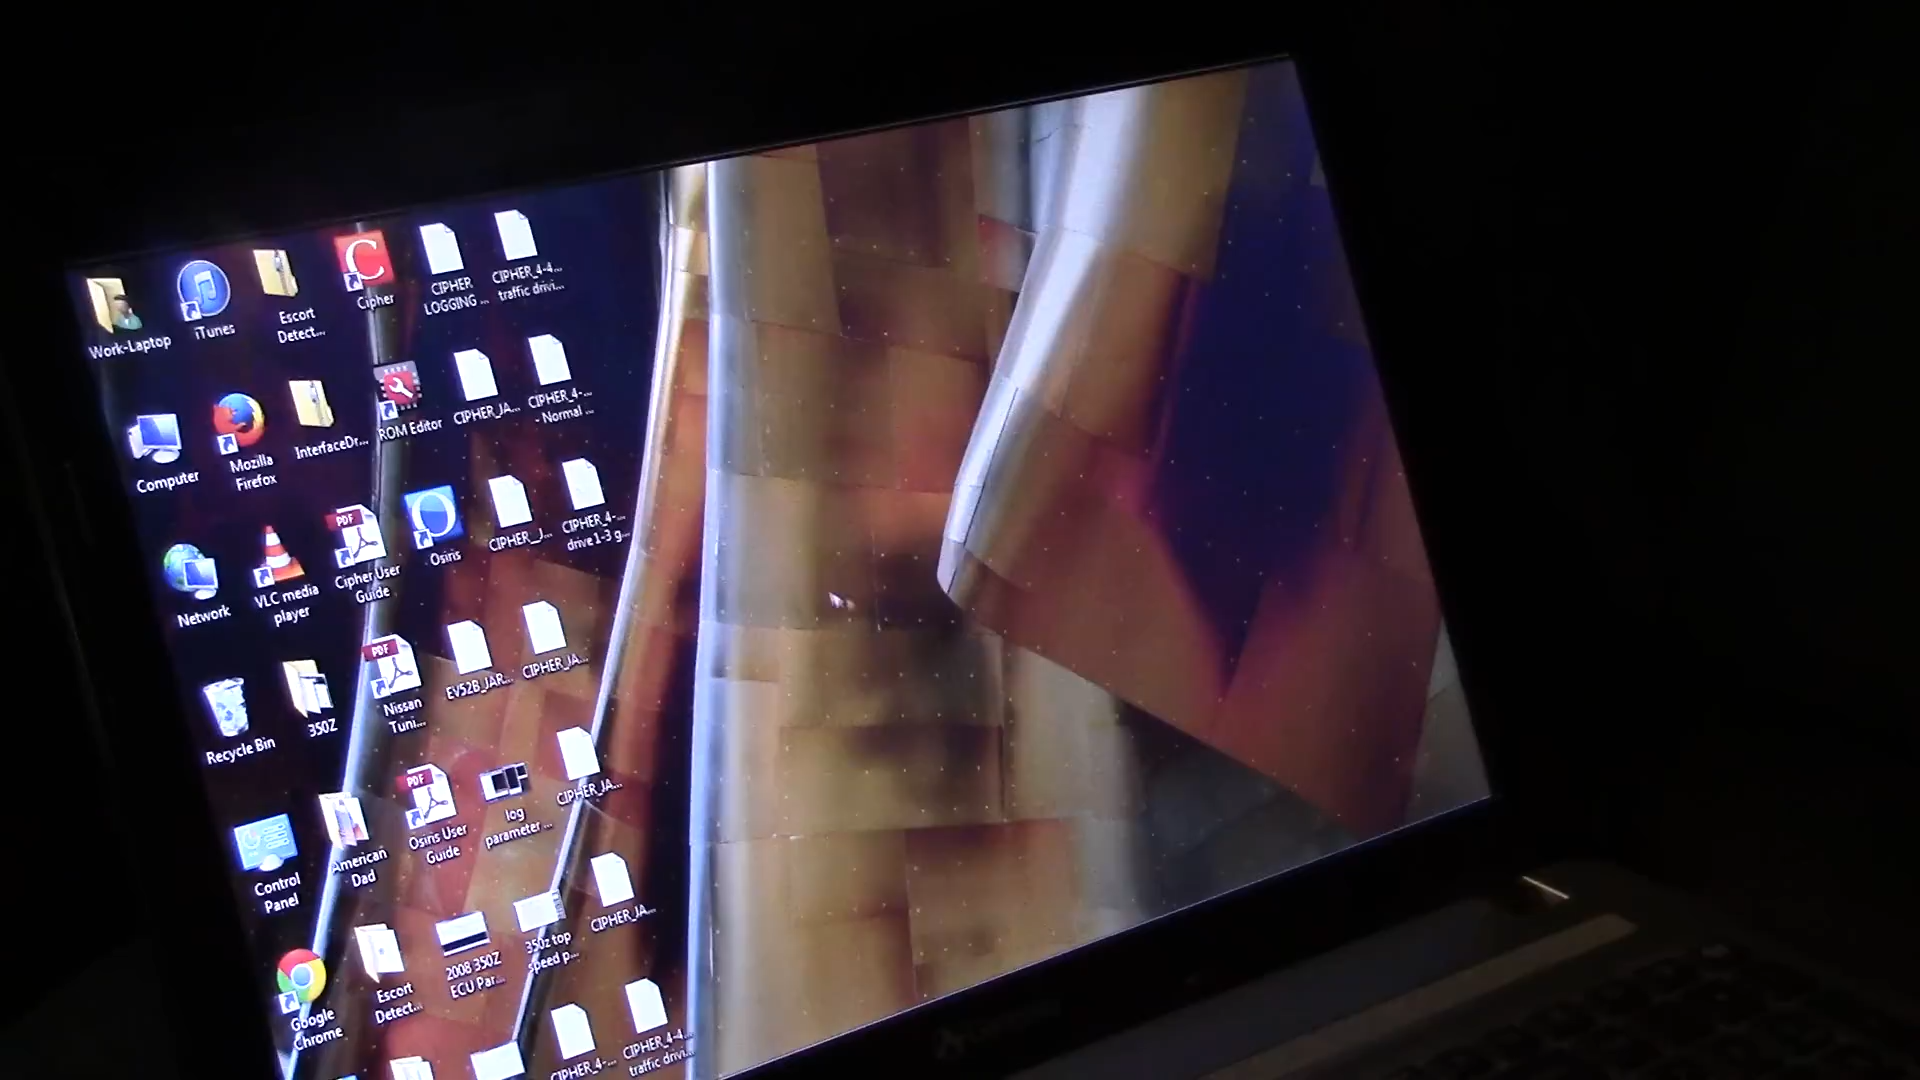 Work-Laptop
Computer
Network
Recycle Bin
Control
Panel
Google
Chrome
iTunes
Mozilla
Firefox
VLC media
player
350Z
American
Dad
Escort
Detect...
Escort
Detect...
InterfaceDr...
PDF
Cipher User
Guide
PDF
Nissan
Tuni...
PDF
Osiris User
Guide
2008 350Z
ECU Par...
C
Cipher
ROM Editor
Osiris
EV52B_JAR...
log
parameter ...
350z top
speed p...
CIPHER
LOGGING ...
CIPHER_JA...
CIPHER_J...
CIPHER_JA...
CIPHER_JA...
CIPHER_JA...
CIPHER_4-...
CIPHER_4-4...
traffic drivi...
CIPHER_4-...
- Normal ...
CIPHER_4-...
drive 1-3 g...
CIPHER_4-4...
traffic drivi...